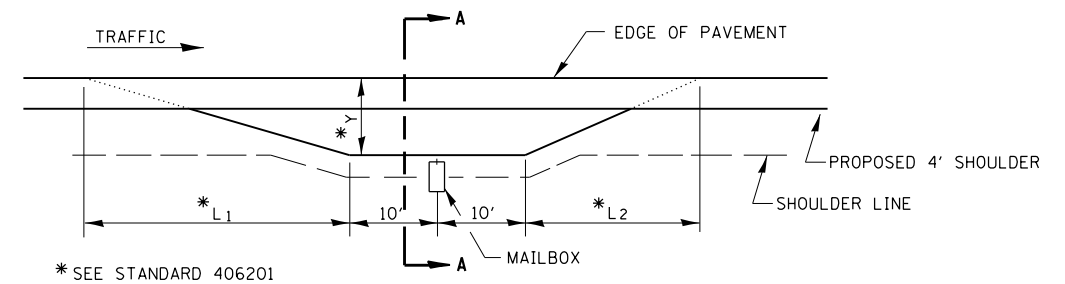 A
TRAFFIC
EDGE OF PAVEMENT
*Y
PROPOSED 4' SHOULDER
SHOULDER LINE
*L1
10'
10'
*L2
MAILBOX
A
*SEE STANDARD 406201